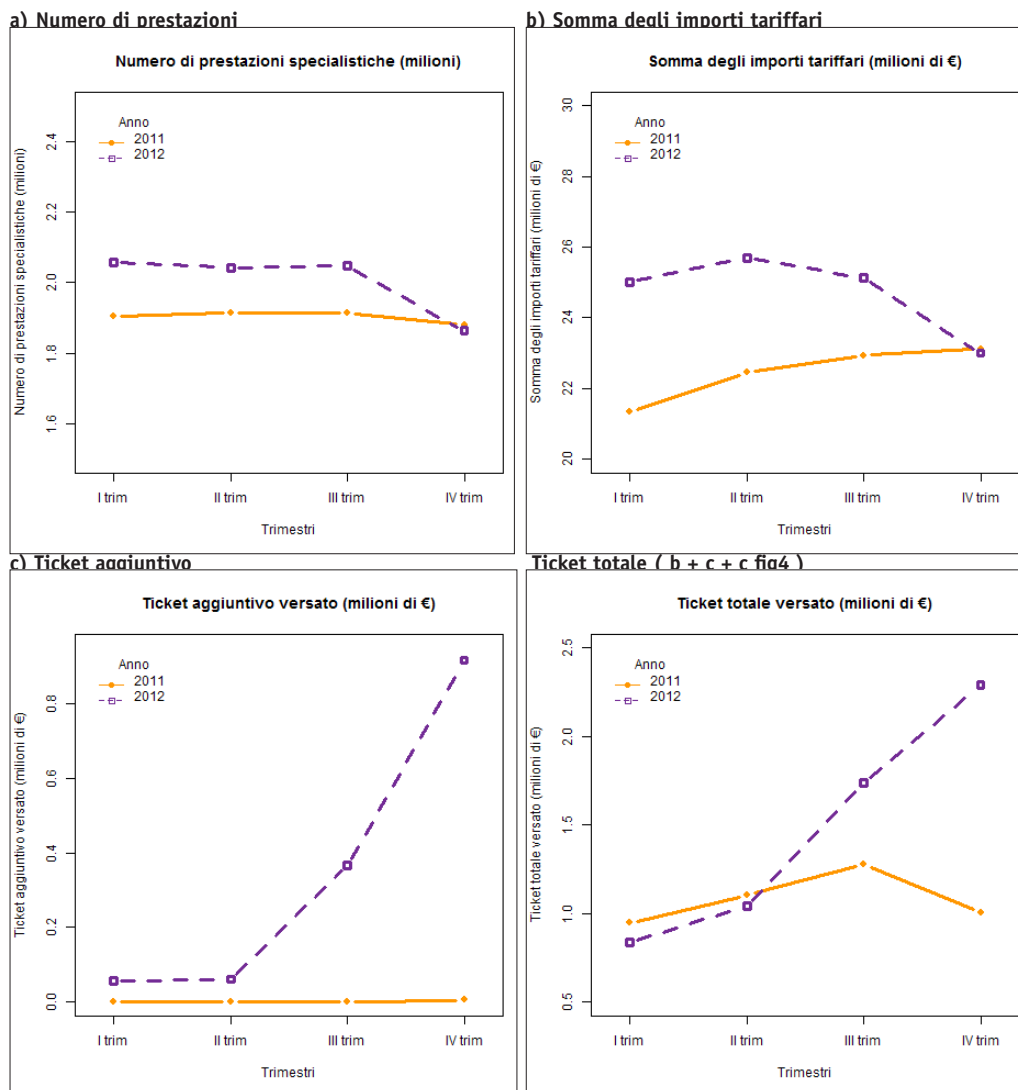 a) Numero di prestazioni
Numero di prestazioni specialistiche (milioni)
Numero di prestazioni specialistiche (milioni)
2.4
2.2
2.0
1.8
1.6
Anno
2011
2012
I trim
II trim
III trim
IV trim
Trimestri
b) Somma degli importi tariffari
Somma degli importi tariffari (milioni di €)
Somma degli importi tariffari (milioni di €)
30
28
26
24
22
20
Anno
2011
2012
I trim
II trim
III trim
IV trim
Trimestri
c) Ticket aggiuntivo
Ticket aggiuntivo versato (milioni di €)
Ticket aggiuntivo versato (milioni di €)
0.8
0.6
0.4
0.2
0.0
Anno
2011
2012
I trim
II trim
III trim
IV trim
Trimestri
Ticket totale ( b + c + c fig4 )
Ticket totale versato (milioni di €)
Ticket totale versato (milioni di €)
2.5
2.0
1.5
1.0
0.5
Anno
2011
2012
I trim
II trim
III trim
IV trim
Trimestri